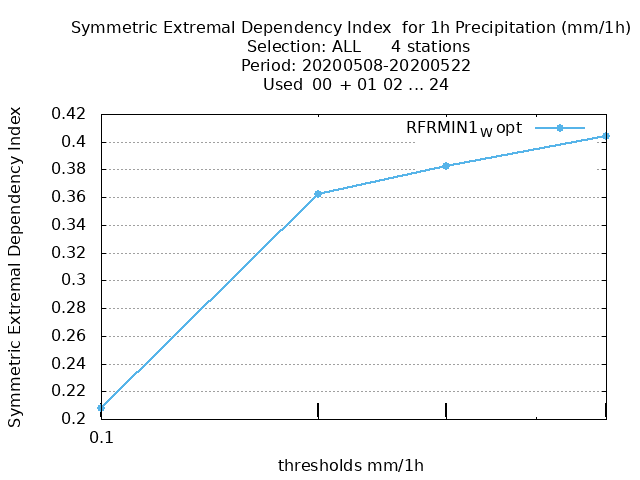 Symmetric Extremal Dependency Index for 1h Precipitation (mm/1h)
Selection: ALL 4 stations
Period: 20200508-20200522
Used 00 + 01 02 ... 24
Symmetric Extremal Dependency Index
0.42
0.4
0.38
0.36
0.34
0.32
0.3
0.28
0.26
0.24
0.22
0.2
RFRMIN1W opt
0.1
thresholds mm/1h